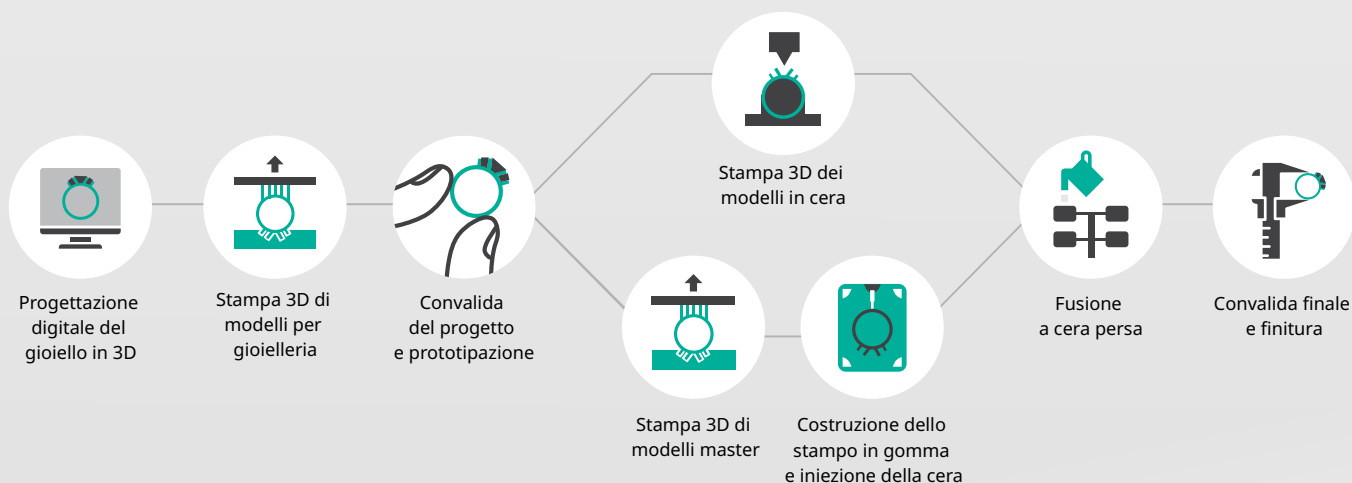 Progettazione
digitale del
gioiello in 3D
Stampa 3D di
modelli per
gioielleria
Convalida
del progetto
e prototipazione
Stampa 3D dei
modelli in cera
Stampa 3D di
modelli master
Costruzione dello
stampo in gomma
e iniezione della cera
Fusione
a cera persa
Convalida finale
e finitura